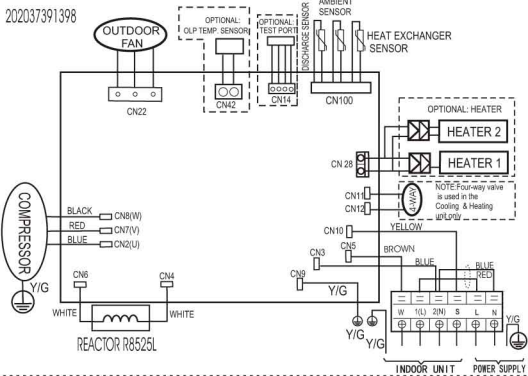 202037391398
OUTDOOR
FAN
CN22
OPTIONAL:
OLP TEMP. SENSOR
CN42
OPTIONAL:
TEST PORT
CN14
DISCHARGE SENSOR
AMBIENT
SENSOR
HEAT EXCHANGER
SENSOR
CN100
OPTIONAL: HEATER
HEATER 2
HEATER 1
CN 28
CN11
CN12
4-WAY
NOTE:Four-way valve
is used in the
Cooling & Heating
unit only
COMPRESSOR
BLACK
CN8(W)
RED
CN7(V)
BLUE
CN2(U)
Y/G
CN10
YELLOW
CN5
BROWN
CN3
BLUE
BLUE
RED
CN6
CN4
WHITE
WHITE
REACTOR R8525L
CN9
Y/G
Y/G
Y/G
W 1(L) 2(N) S L N
Y/G
INDOOR UNIT
POWER SUPPLY